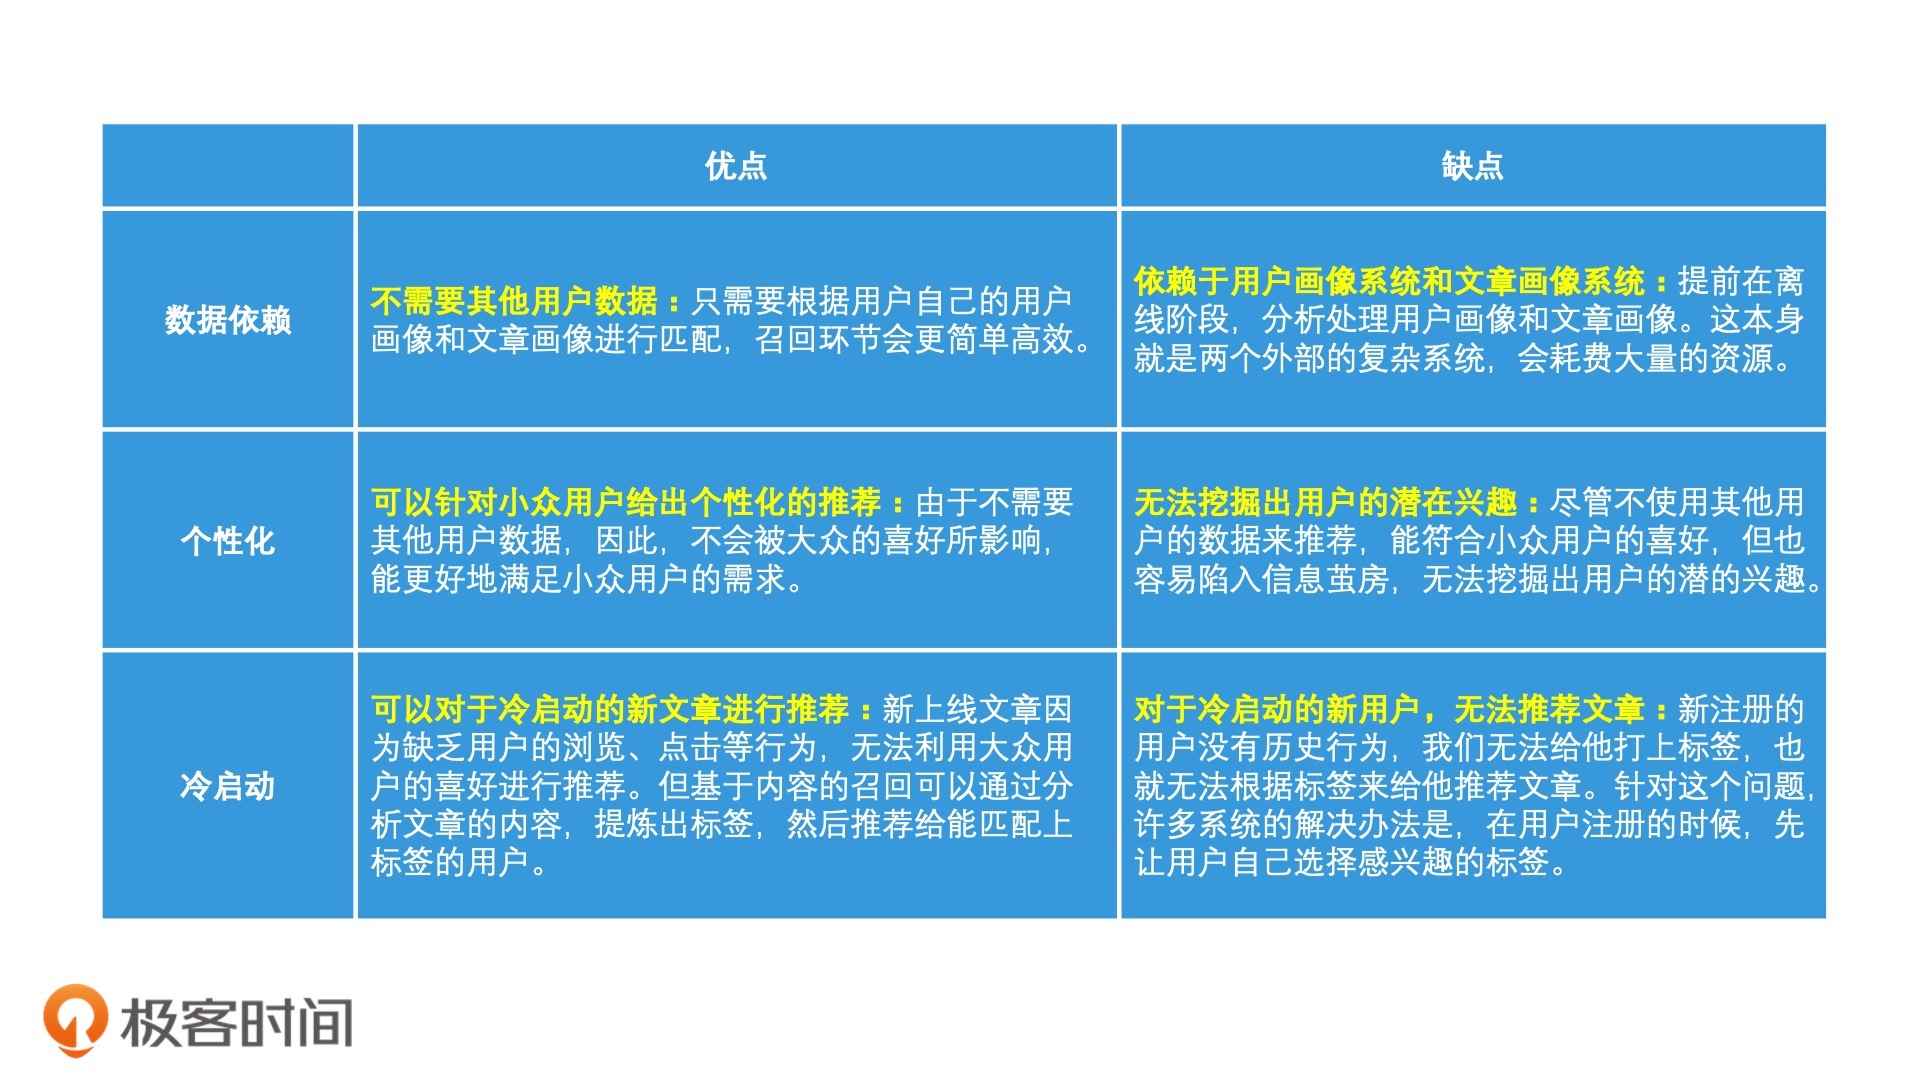 优点
缺点
数据依赖
不需要其他用户数据：只需要根据用户自己的用户
画像和文章画像进行匹配，召回环节会更简单高效。
依赖于用户画像系统和文章画像系统：提前在离
线阶段，分析处理用户画像和文章画像。这本身
就是两个外部的复杂系统，会耗费大量的资源。
个性化
可以针对小众用户给出个性化的推荐：由于不需要
其他用户数据，因此，不会被大众的喜好所影响，
能更好地满足小众用户的需求。
无法挖掘出用户的潜在兴趣：尽管不使用其他用
户的数据来推荐，能符合小众用户的喜好，但也
容易陷入信息茧房，无法挖掘出用户的潜的兴趣。
冷启动
可以对于冷启动的新文章进行推荐：新上线文章因
为缺乏用户的浏览、点击等行为，无法利用大众用
户的喜好进行推荐。但基于内容的召回可以通过分
析文章的内容，提炼出标签，然后推荐给能匹配上
标签的用户。
对于冷启动的新用户，无法推荐文章：新注册的
用户没有历史行为，我们无法给他打上标签，也
就无法根据标签来给他推荐文章。针对这个问题，
许多系统的解决办法是，在用户注册的时候，先
让用户自己选择感兴趣的标签。
极客时间